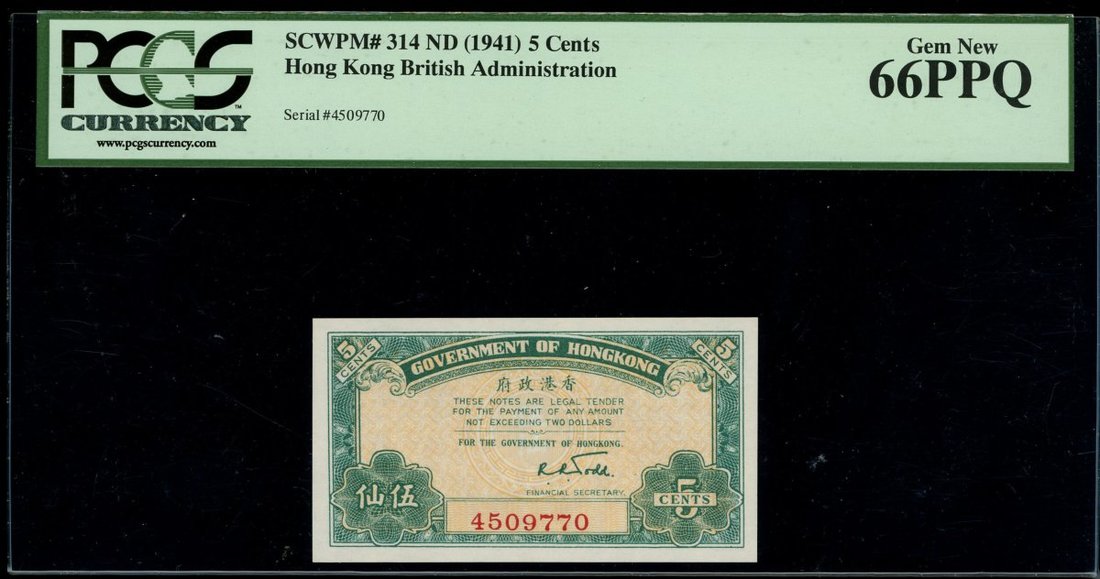 PCGS
CURRENCY
www.pcgscurrency.com
SCWPM# 314 ND (1941) 5 Cents
Hong Kong British Administration
Serial #4509770
Gem New
66PPQ
5 CENTS
5 CENTS
GOVERNMENT OF HONGKONG
府政港香
THESE NOTES ARE LEGAL TENDER
FOR THE PAYMENT OF ANY AMOUNT
NOT EXCEEDING TWO DOLLARS
FOR THE GOVERNMENT OF HONGKONG.
R.R. Todd.
FINANCIAL SECRETARY.
仙伍
5
CENTS
4509770